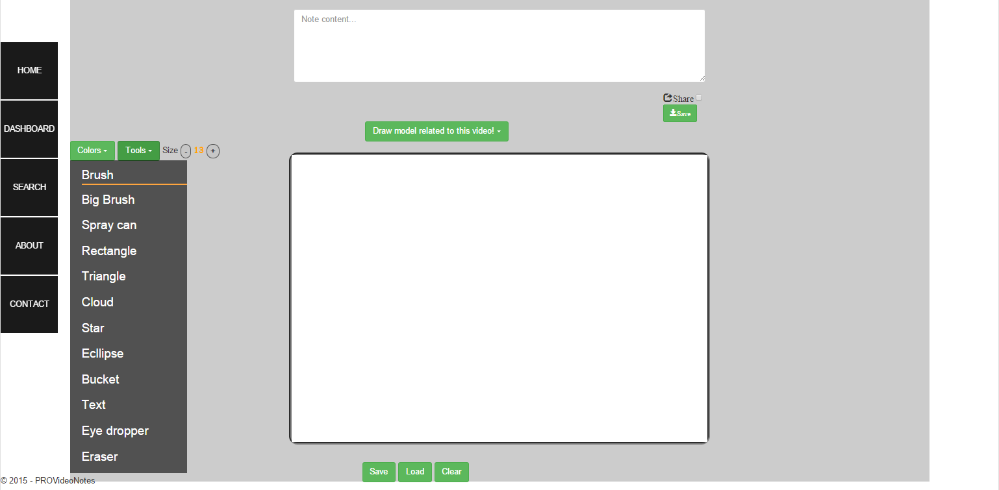 Note content...
HOME
DASHBOARD
SEARCH
ABOUT
CONTACT
Share
Save
Draw model related to this video!
Colors Tools Size - 13 +
Brush
Big Brush
Spray can
Rectangle
Triangle
Cloud
Star
Ecllipse
Bucket
Text
Eye dropper
Eraser
Save Load Clear
© 2015 - PROVideoNotes